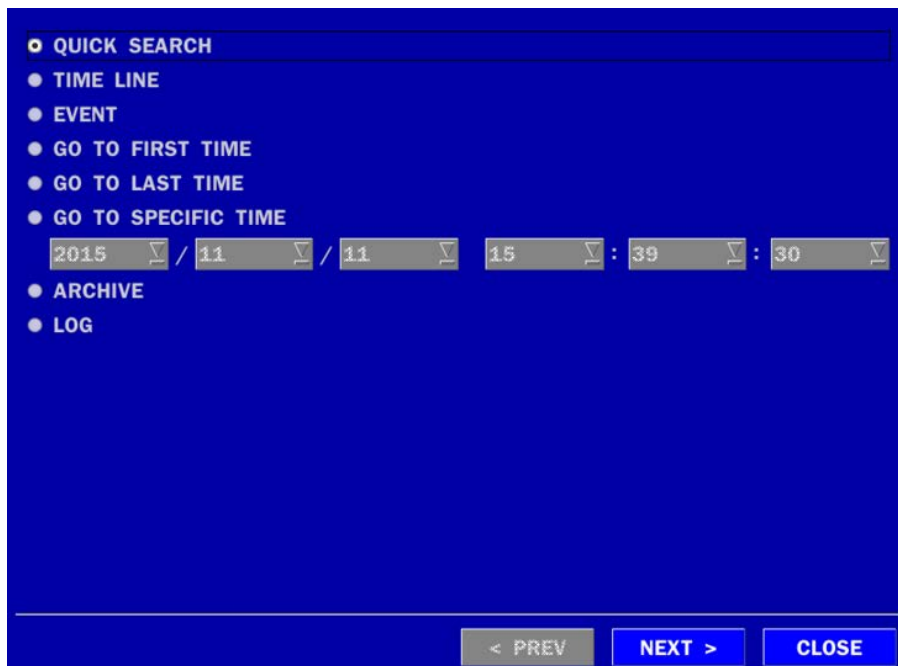 QUICK SEARCH
TIME LINE
EVENT
GO TO FIRST TIME
GO TO LAST TIME
GO TO SPECIFIC TIME
2015 / 11 / 11 15 : 39 : 30
ARCHIVE
LOG
< PREV NEXT > CLOSE